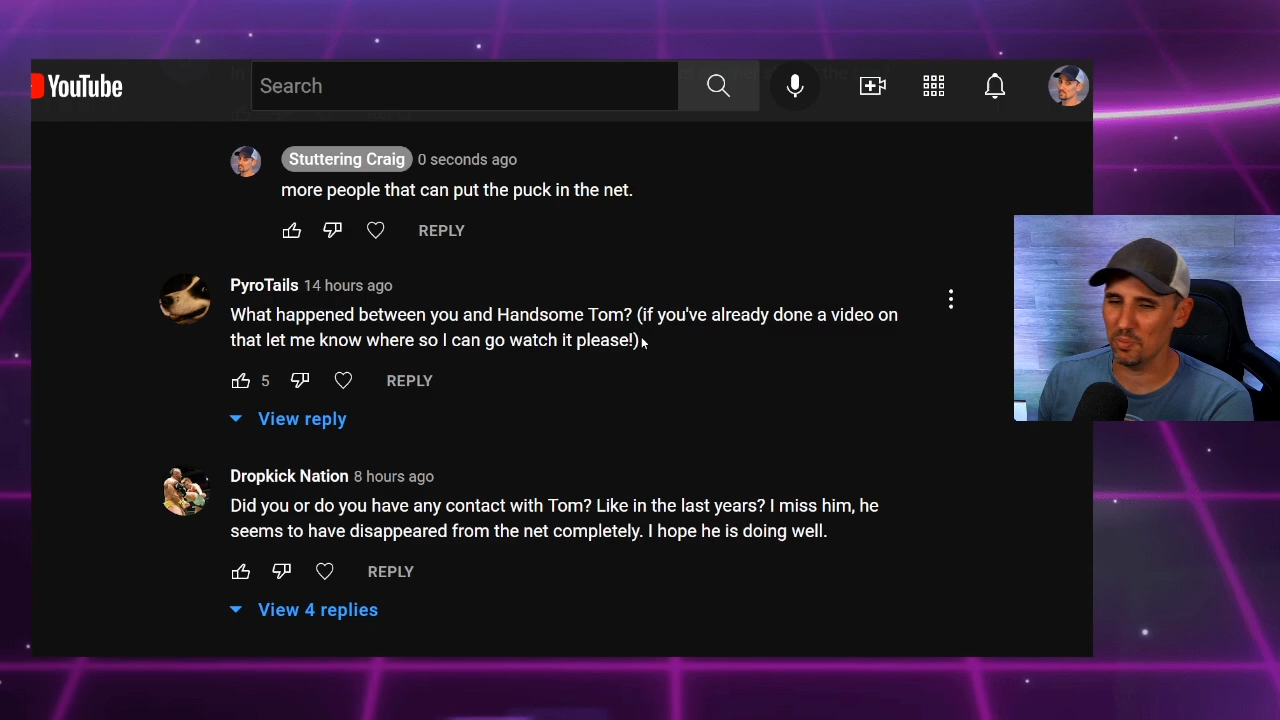 YouTube
Search
Stuttering Craig 0 seconds ago
more people that can put the puck in the net.
REPLY
PyroTails 14 hours ago
What happened between you and Handsome Tom? (if you've already done a video on
that let me know where so I can go watch it please!)
5
REPLY
View reply
Dropkick Nation 8 hours ago
Did you or do you have any contact with Tom? Like in the last years? I miss him, he
seems to have disappeared from the net completely. I hope he is doing well.
REPLY
View 4 replies